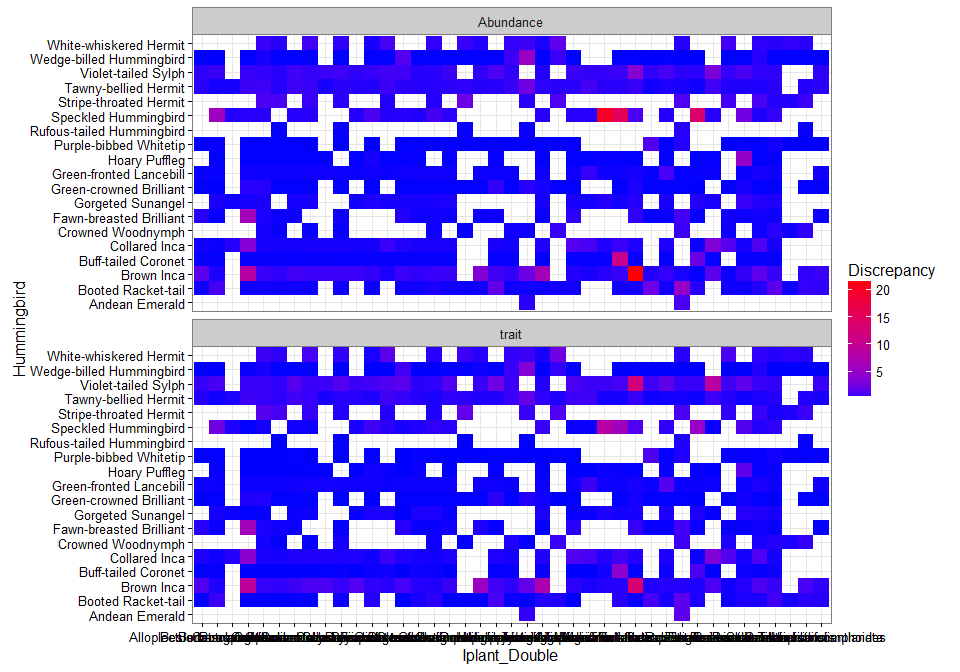 Abundance
White-whiskered Hermit
Wedge-billed Hummingbird
Violet-tailed Sylph
Tawny-bellied Hermit
Stripe-throated Hermit
Speckled Hummingbird
Rufous-tailed Hummingbird
Purple-bibbed Whitetip
Hoary Puffleg
Green-fronted Lancebill
Green-crowned Brilliant
Gorgeted Sunangel
Fawn-breasted Brilliant
Crowned Woodnymph
Collared Inca
Buff-tailed Coronet
Brown Inca
Booted Racket-tail
Andean Emerald
Hummingbird
Discrepancy
20
15
10
5
trait
White-whiskered Hermit
Wedge-billed Hummingbird
Violet-tailed Sylph
Tawny-bellied Hermit
Stripe-throated Hermit
Speckled Hummingbird
Rufous-tailed Hummingbird
Purple-bibbed Whitetip
Hoary Puffleg
Green-fronted Lancebill
Green-crowned Brilliant
Gorgeted Sunangel
Fawn-breasted Brilliant
Crowned Woodnymph
Collared Inca
Buff-tailed Coronet
Brown Inca
Booted Racket-tail
Andean Emerald
Iplant_Double